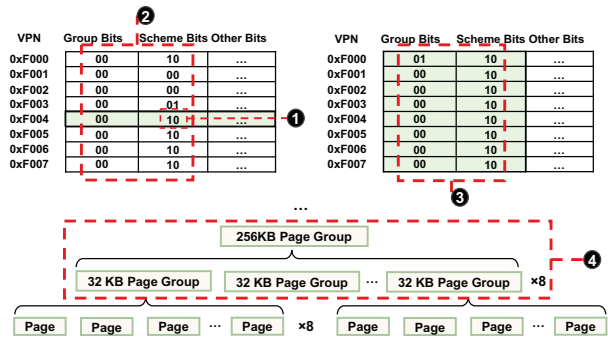 2
VPN Group Bits Scheme Bits Other Bits
0xF000 00 10 ...
0xF001 00 00 ...
0xF002 00 00 ...
0xF003 00 01 ...
0xF004 00 10 ... 1
0xF005 00 10 ...
0xF006 00 10 ...
0xF007 00 10 ...
VPN Group Bits Scheme Bits Other Bits
0xF000 01 10 ...
0xF001 00 10 ...
0xF002 00 10 ...
0xF003 00 10 ...
0xF004 00 10 ...
0xF005 00 10 ...
0xF006 00 10 ...
0xF007 00 10 ...
3
...
256KB Page Group
4
32 KB Page Group 32 KB Page Group ... 32 KB Page Group ×8
Page Page Page ... Page ×8 Page Page Page ... Page